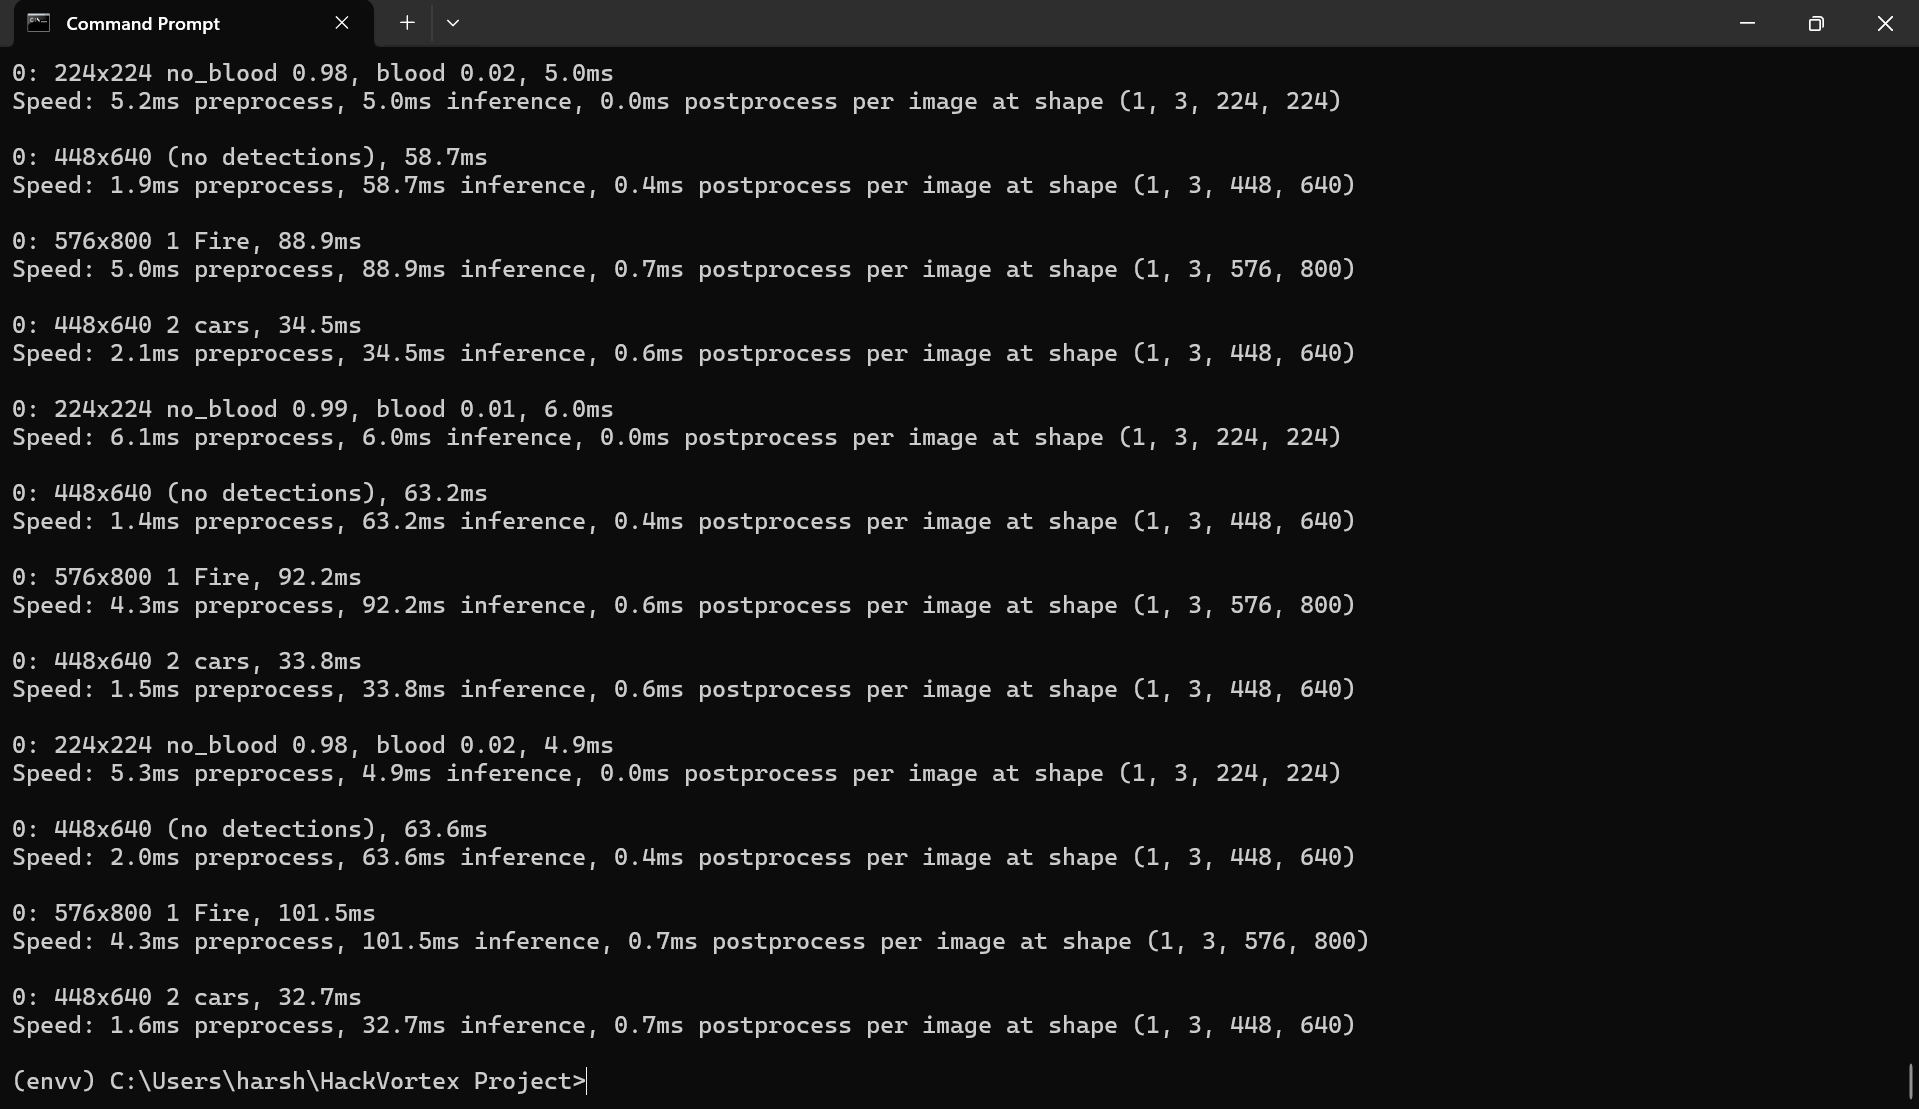 Command Prompt
0: 224x224 no_blood 0.98, blood 0.02, 5.0ms
Speed: 5.2ms preprocess, 5.0ms inference, 0.0ms postprocess per image at shape (1, 3, 224, 224)
0: 448x640 (no detections), 58.7ms
Speed: 1.9ms preprocess, 58.7ms inference, 0.4ms postprocess per image at shape (1, 3, 448, 640)
0: 576x800 1 Fire, 88.9ms
Speed: 5.0ms preprocess, 88.9ms inference, 0.7ms postprocess per image at shape (1, 3, 576, 800)
0: 448x640 2 cars, 34.5ms
Speed: 2.1ms preprocess, 34.5ms inference, 0.6ms postprocess per image at shape (1, 3, 448, 640)
0: 224x224 no_blood 0.99, blood 0.01, 6.0ms
Speed: 6.1ms preprocess, 6.0ms inference, 0.0ms postprocess per image at shape (1, 3, 224, 224)
0: 448x640 (no detections), 63.2ms
Speed: 1.4ms preprocess, 63.2ms inference, 0.4ms postprocess per image at shape (1, 3, 448, 640)
0: 576x800 1 Fire, 92.2ms
Speed: 4.3ms preprocess, 92.2ms inference, 0.6ms postprocess per image at shape (1, 3, 576, 800)
0: 448x640 2 cars, 33.8ms
Speed: 1.5ms preprocess, 33.8ms inference, 0.6ms postprocess per image at shape (1, 3, 448, 640)
0: 224x224 no_blood 0.98, blood 0.02, 4.9ms
Speed: 5.3ms preprocess, 4.9ms inference, 0.0ms postprocess per image at shape (1, 3, 224, 224)
0: 448x640 (no detections), 63.6ms
Speed: 2.0ms preprocess, 63.6ms inference, 0.4ms postprocess per image at shape (1, 3, 448, 640)
0: 576x800 1 Fire, 101.5ms
Speed: 4.3ms preprocess, 101.5ms inference, 0.7ms postprocess per image at shape (1, 3, 576, 800)
0: 448x640 2 cars, 32.7ms
Speed: 1.6ms preprocess, 32.7ms inference, 0.7ms postprocess per image at shape (1, 3, 448, 640)
(envv) C:\Users\harsh\HackVortex Project>